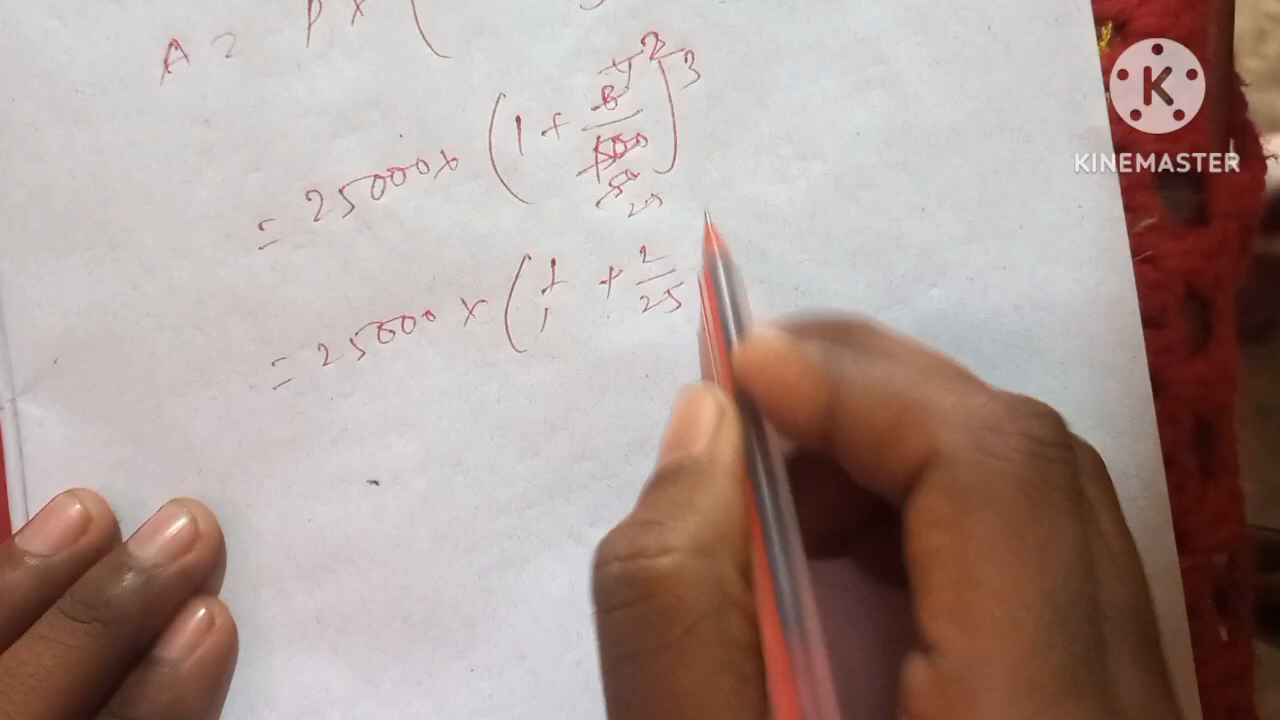 A = P × (
= 25000 × (1 + 8/100)^3
= 25000 × (1/1 + 2/25
K
KINEMASTER